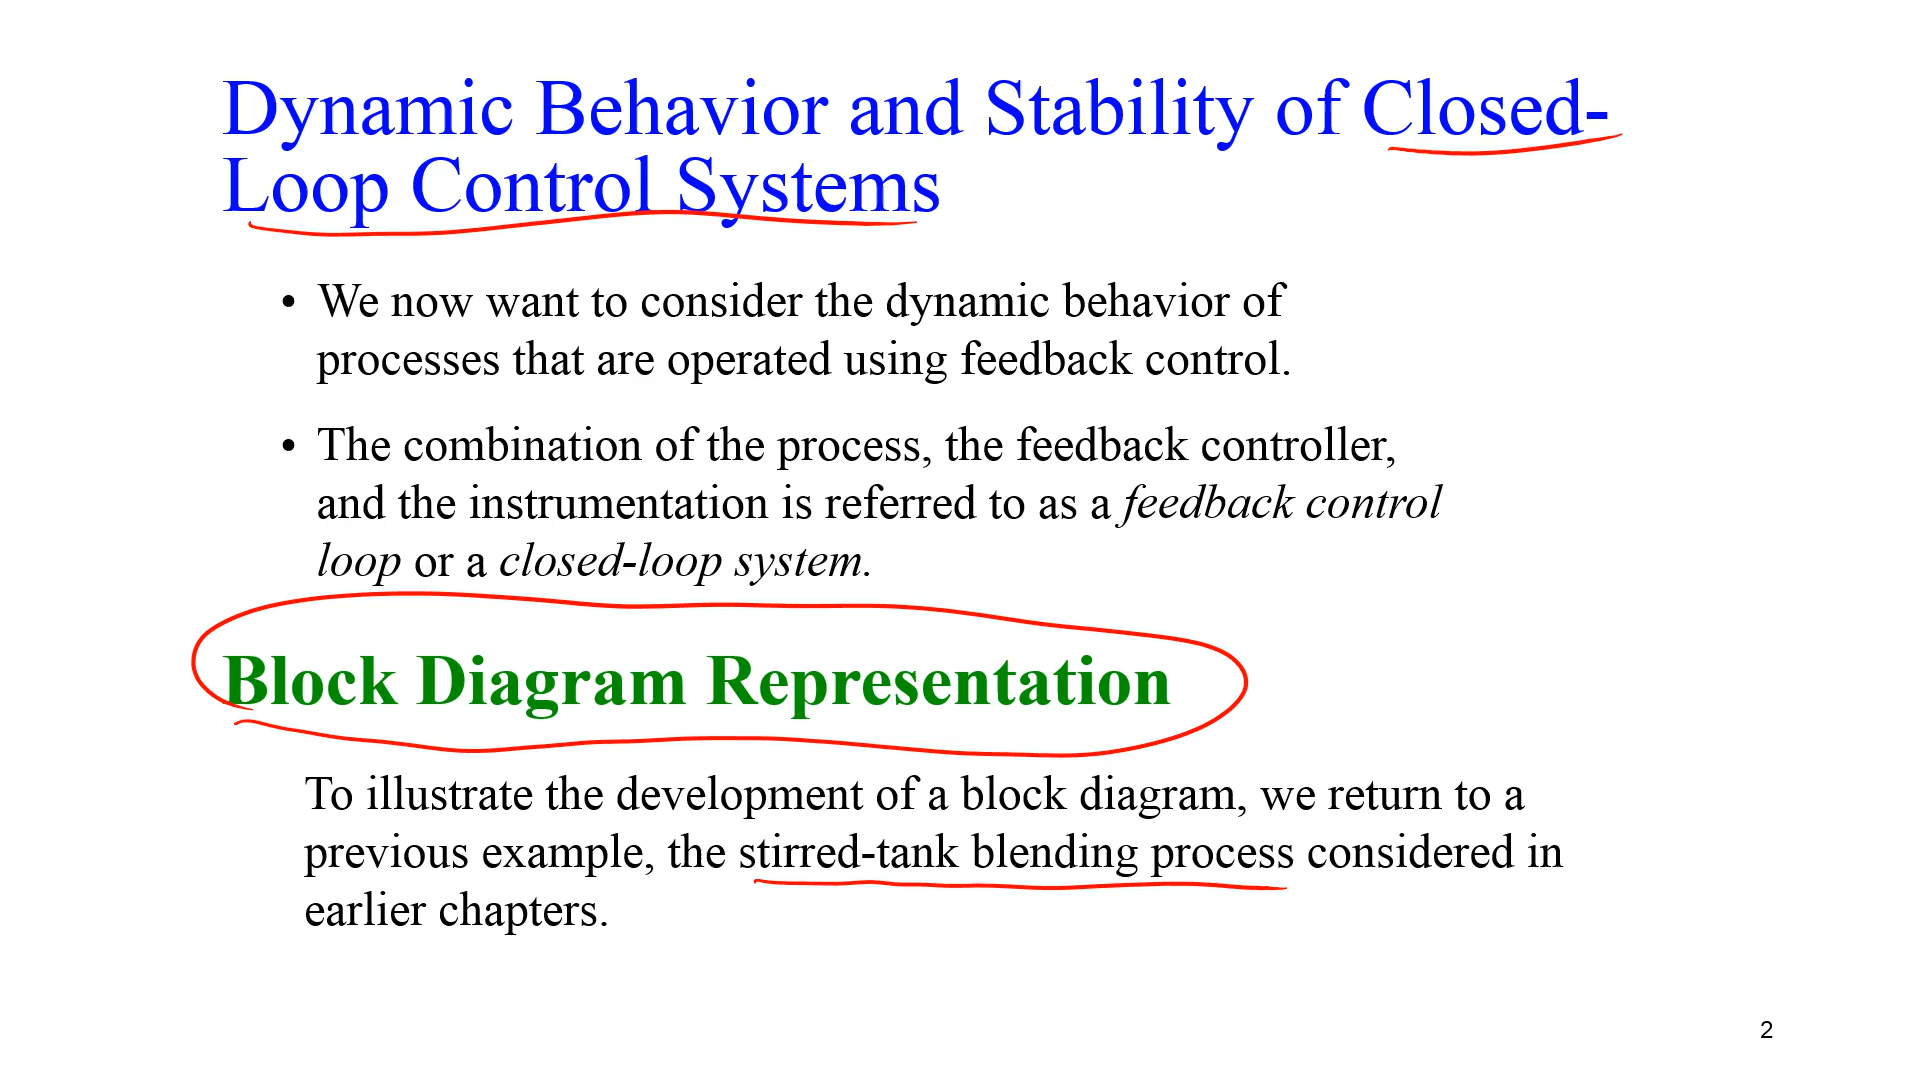 Dynamic Behavior and Stability of Closed-
Loop Control Systems
• We now want to consider the dynamic behavior of
processes that are operated using feedback control.
• The combination of the process, the feedback controller,
and the instrumentation is referred to as a feedback control
loop or a closed-loop system.
Block Diagram Representation
To illustrate the development of a block diagram, we return to a
previous example, the stirred-tank blending process considered in
earlier chapters.
2